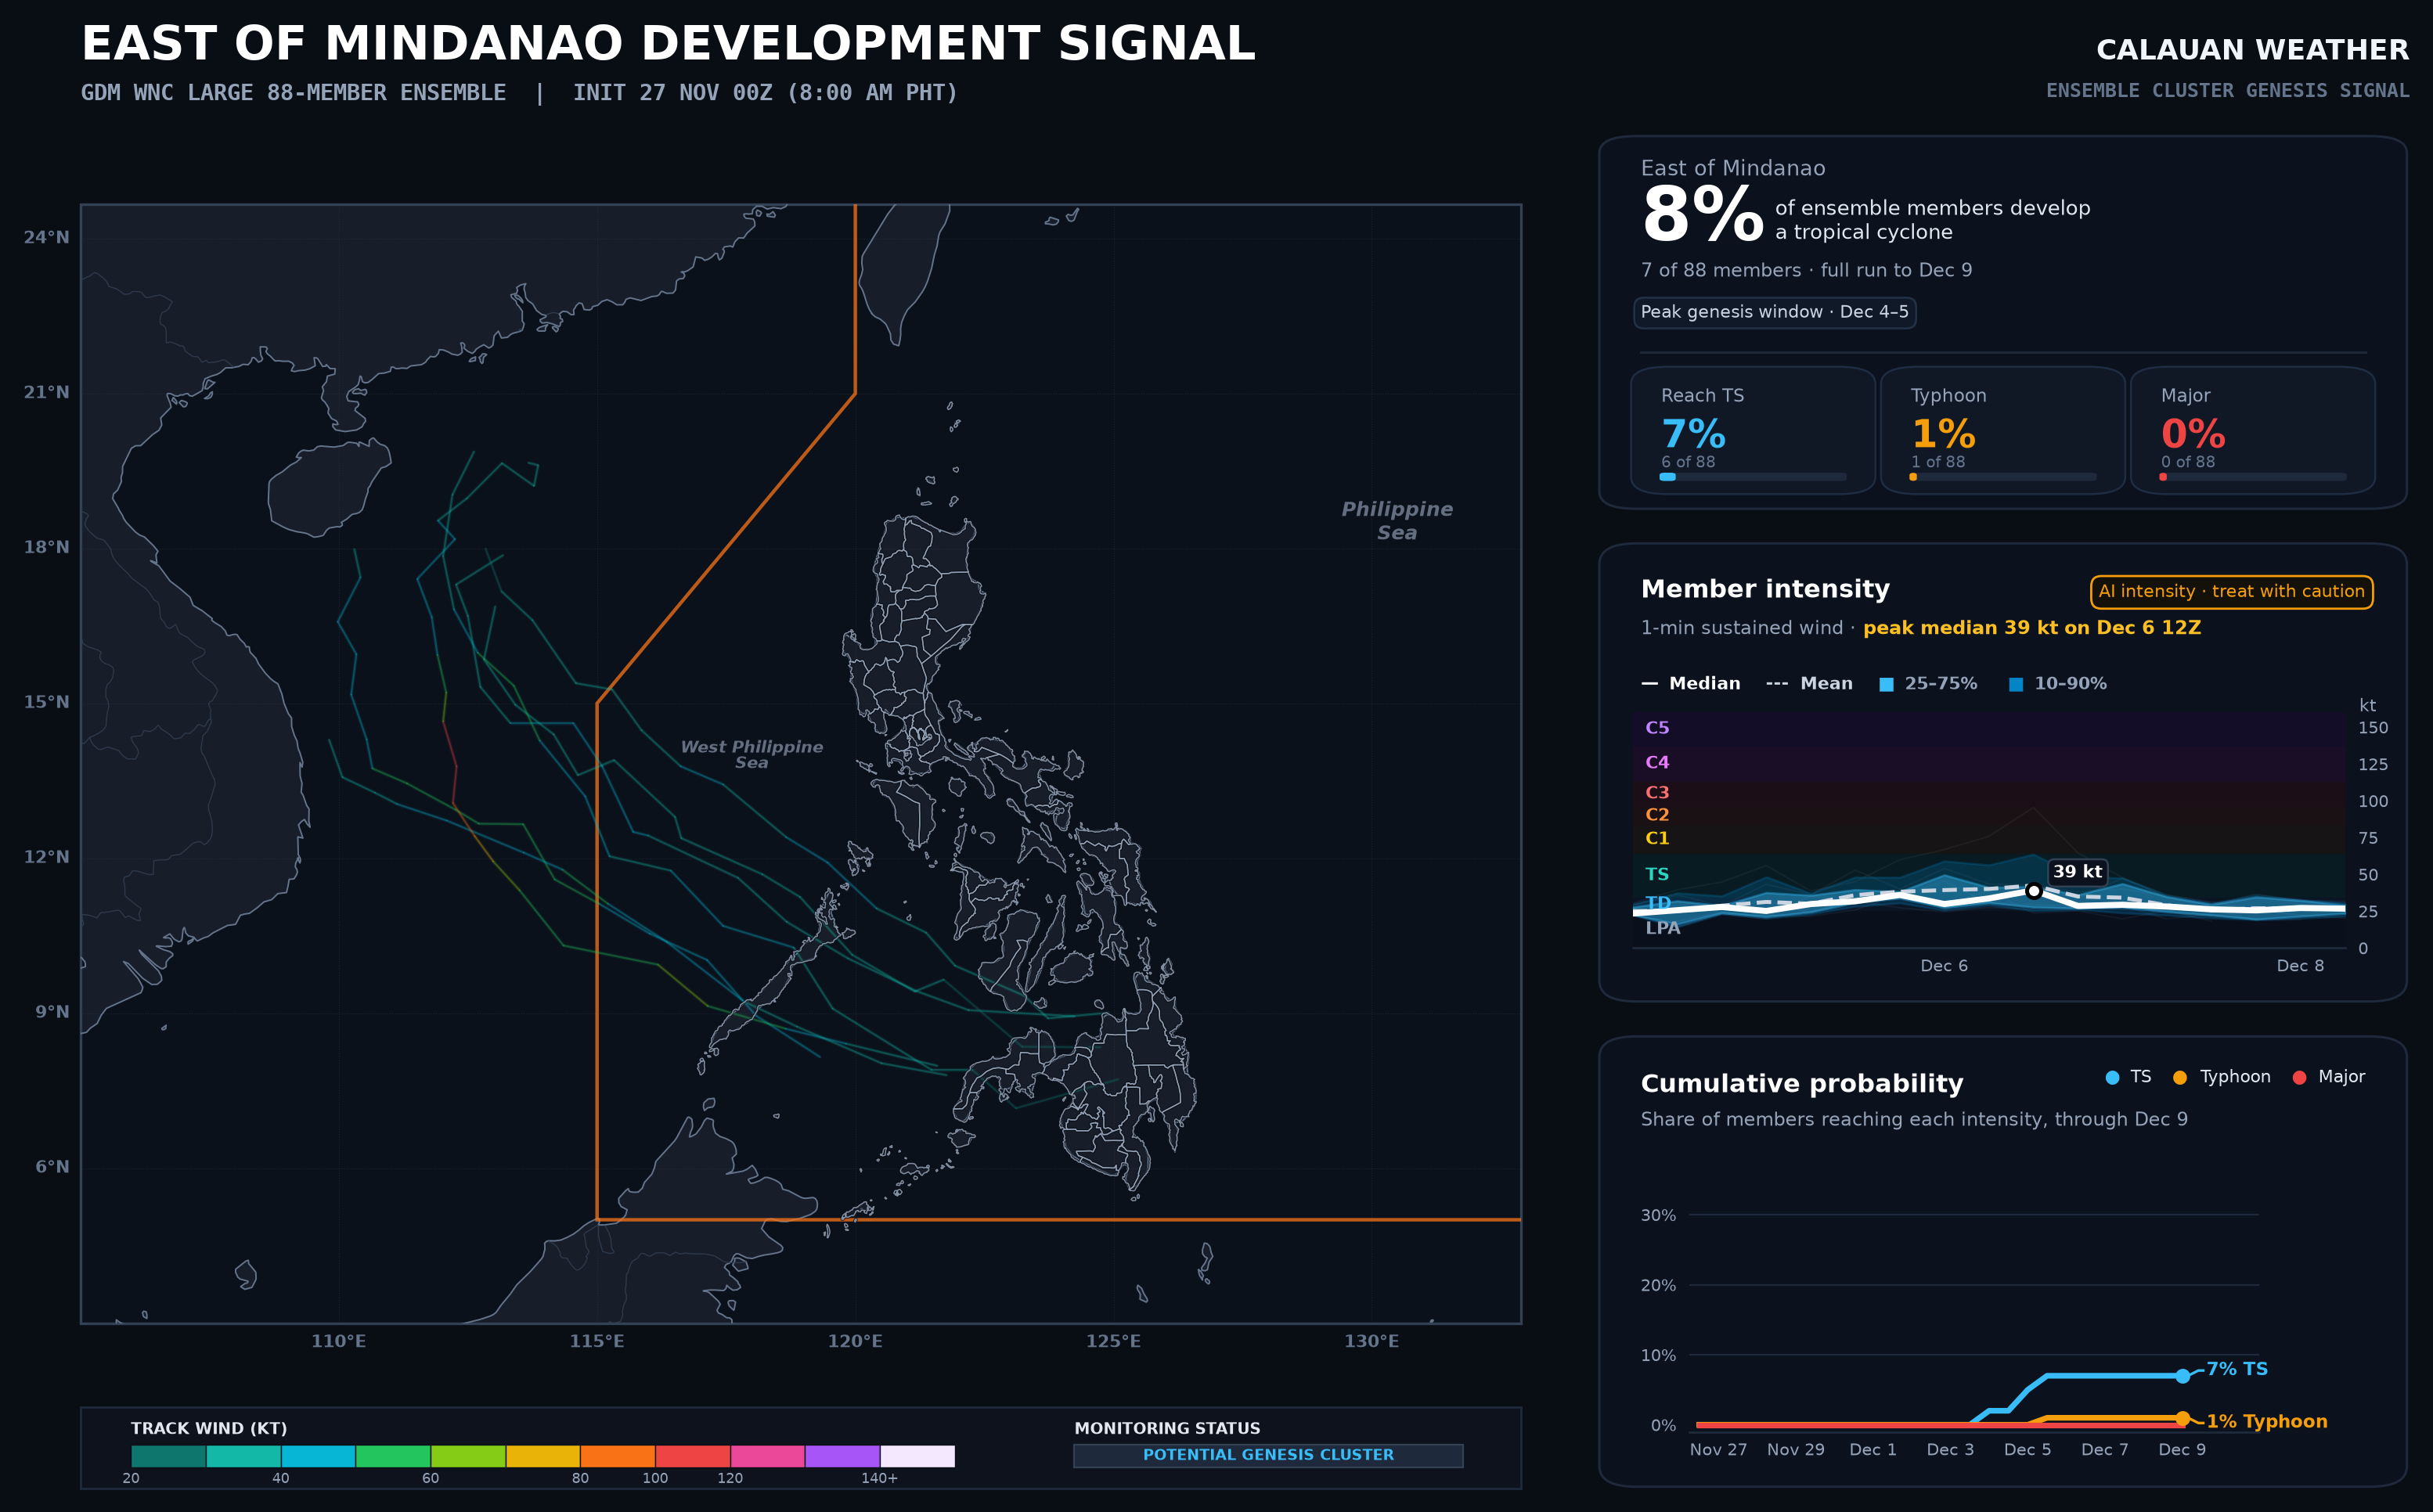 EAST OF MINDANAO DEVELOPMENT SIGNAL
GDM WNC LARGE 88-MEMBER ENSEMBLE | INIT 27 NOV 00Z (8:00 AM PHT)
CALAUAN WEATHER
ENSEMBLE CLUSTER GENESIS SIGNAL
24°N
21°N
18°N
15°N
12°N
9°N
6°N
110°E
115°E
120°E
125°E
130°E
Philippine
Sea
West Philippine
Sea
TRACK WIND (KT)
20
40
60
80
100
120
140+
MONITORING STATUS
POTENTIAL GENESIS CLUSTER
East of Mindanao
8%
of ensemble members develop
a tropical cyclone
7 of 88 members · full run to Dec 9
Peak genesis window · Dec 4–5
Reach TS
7%
6 of 88
Typhoon
1%
1 of 88
Major
0%
0 of 88
Member intensity
AI intensity · treat with caution
1-min sustained wind · peak median 39 kt on Dec 6 12Z
Median
Mean
25–75%
10–90%
kt
C5
C4
C3
C2
C1
TS
TD
LPA
150
125
100
75
50
25
0
39 kt
Dec 6
Dec 8
Cumulative probability
TS
Typhoon
Major
Share of members reaching each intensity, through Dec 9
30%
20%
10%
0%
7% TS
1% Typhoon
Nov 27
Nov 29
Dec 1
Dec 3
Dec 5
Dec 7
Dec 9